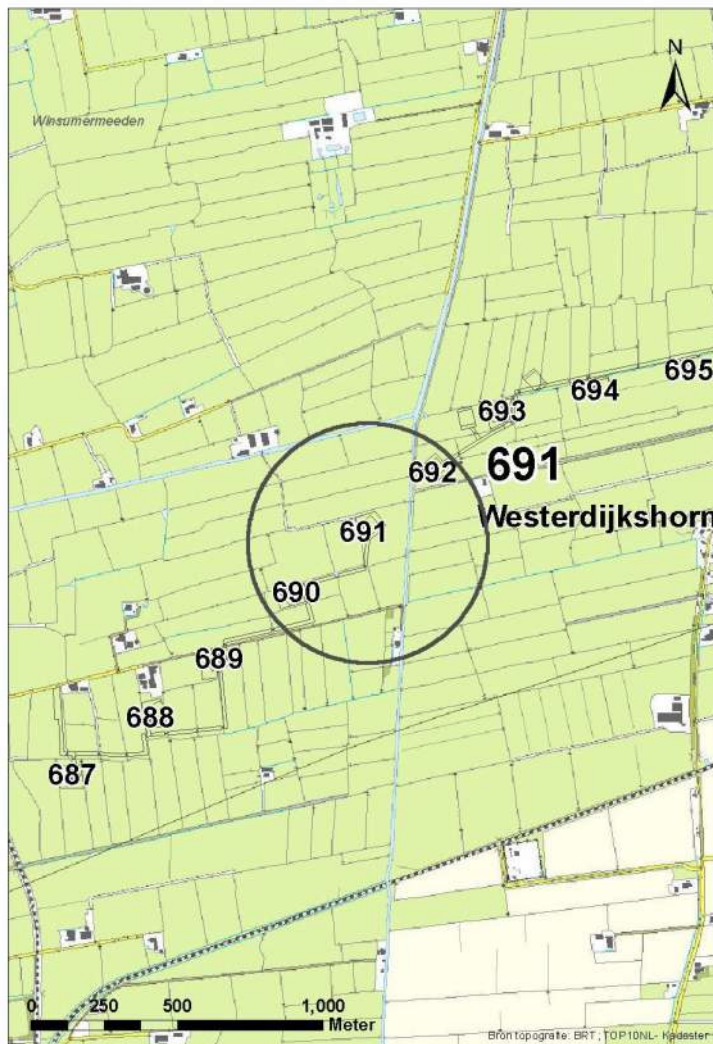 N
Winsumermeeden
695
694
693
692
691
Westerdijkshorn
691
690
689
688
687
0 250 500 1,000
Meter
Bron topografie: BRT; TOP10NL- Kadaster